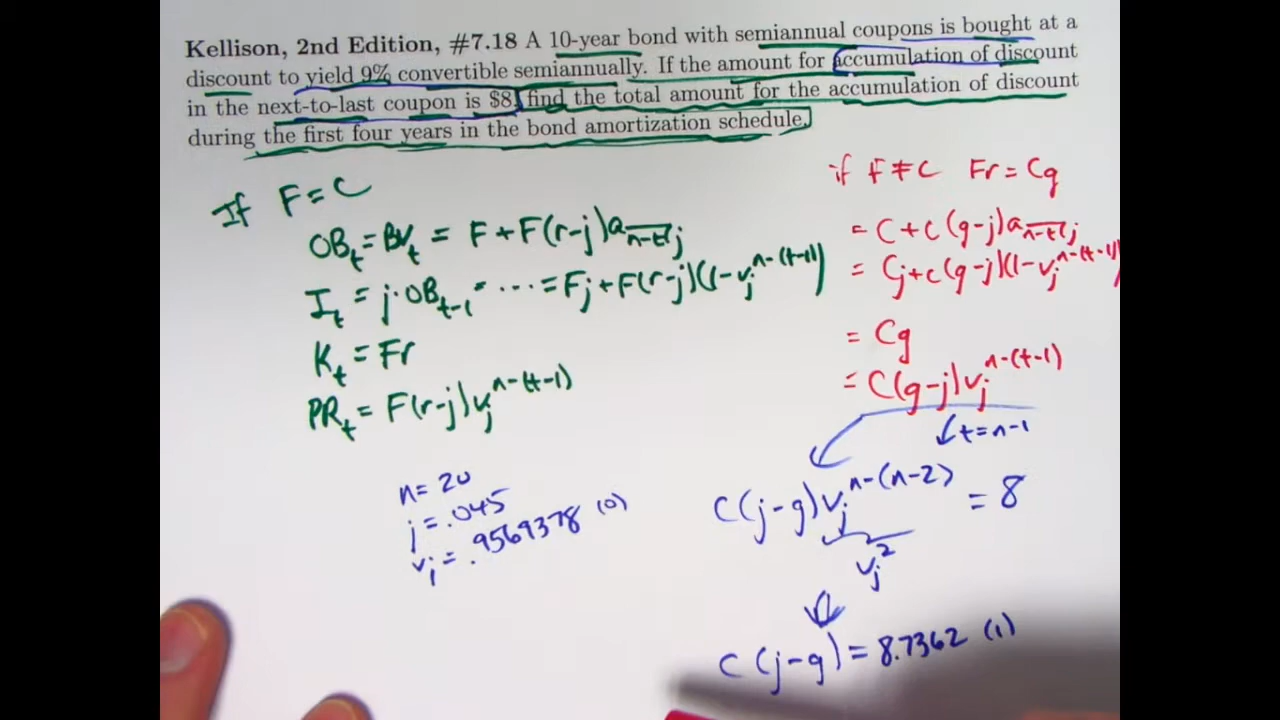 Kellison, 2nd Edition, #7.18 A 10-year bond with semiannual coupons is bought at a
discount to yield 9% convertible semiannually. If the amount for accumulation of discount
in the next-to-last coupon is $8, find the total amount for the accumulation of discount
during the first four years in the bond amortization schedule.
If F = C
if F ≠ C Fr = Cg
OB_t = BV_t = F + F(r-j)a_{n-t|j}
= C + C(g-j)a_{n-t|j}
I_t = j·OB_{t-1} = ... = Fj + F(r-j)(1-v_j^{n-(t-1)})
= Cj + C(g-j)(1-v_j^{n-(t-1)})
K_t = Fr
= Cg
PR_t = F(r-j)v_j^{n-(t-1)}
= C(g-j)v_j^{n-(t-1)}
t = n-1
n = 20
j = .045
v_j = .9569378 (0)
C(j-g)v_j^{n-(n-2)} = 8
v_j^2
C(j-g) = 8.7362 (1)